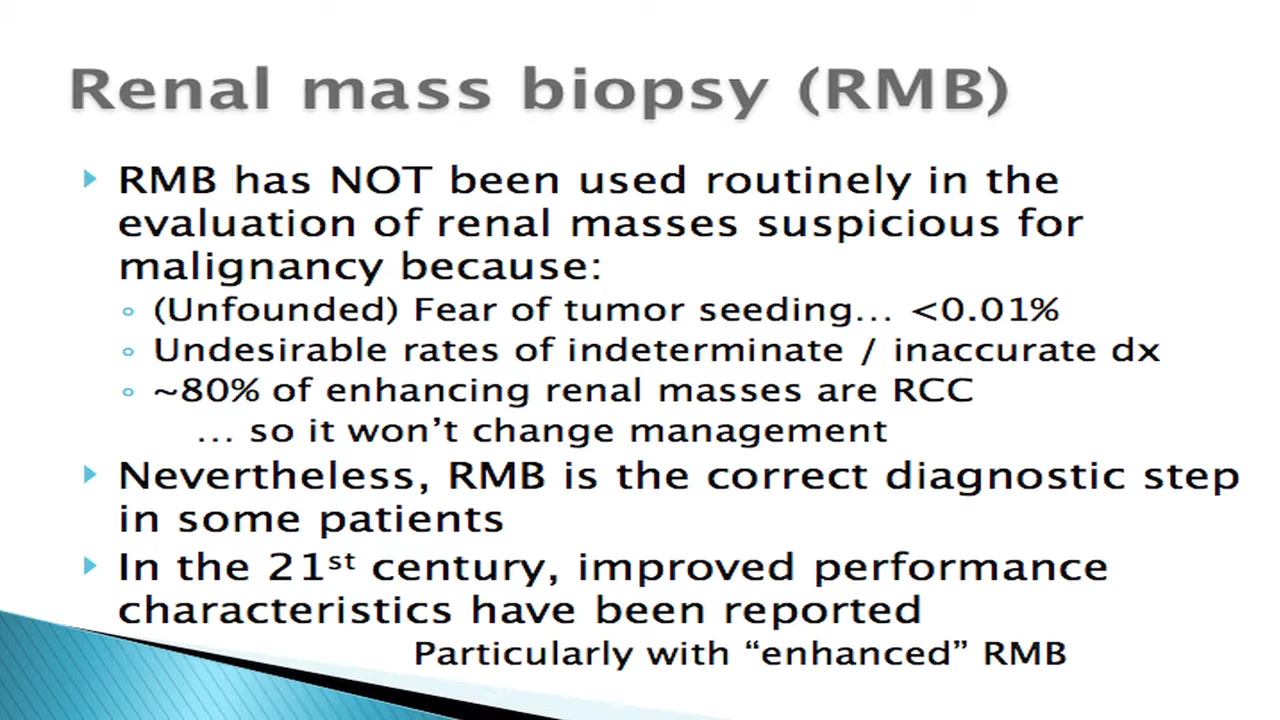 Renal mass biopsy (RMB)
RMB has NOT been used routinely in the
evaluation of renal masses suspicious for
malignancy because:
(Unfounded) Fear of tumor seeding... <0.01%
Undesirable rates of indeterminate / inaccurate dx
~80% of enhancing renal masses are RCC
... so it won’t change management
Nevertheless, RMB is the correct diagnostic step
in some patients
In the 21st century, improved performance
characteristics have been reported
Particularly with “enhanced” RMB